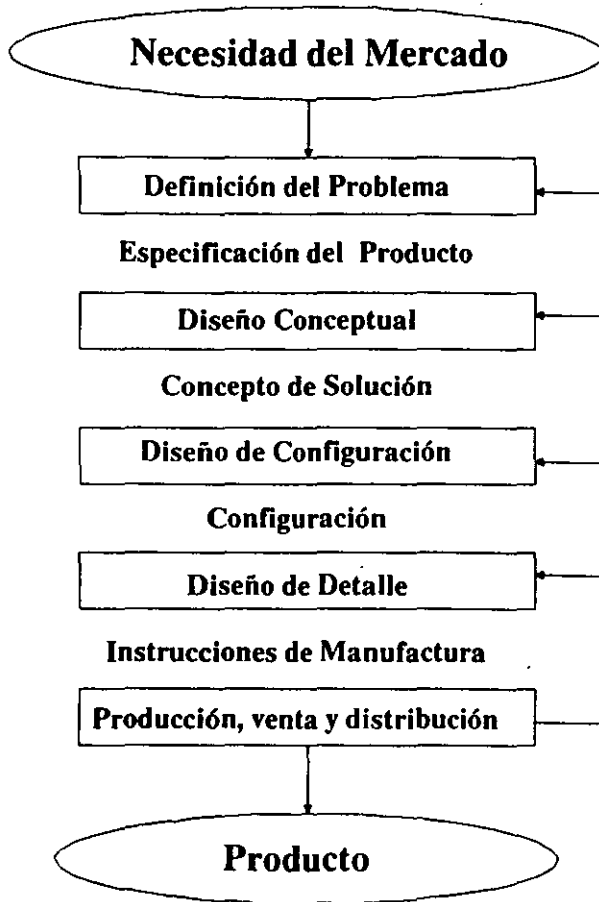 Necesidad del Mercado
Definición del Problema
Especificación del Producto
Diseño Conceptual
Concepto de Solución
Diseño de Configuración
Configuración
Diseño de Detalle
Instrucciones de Manufactura
Producción, venta y distribución
Producto